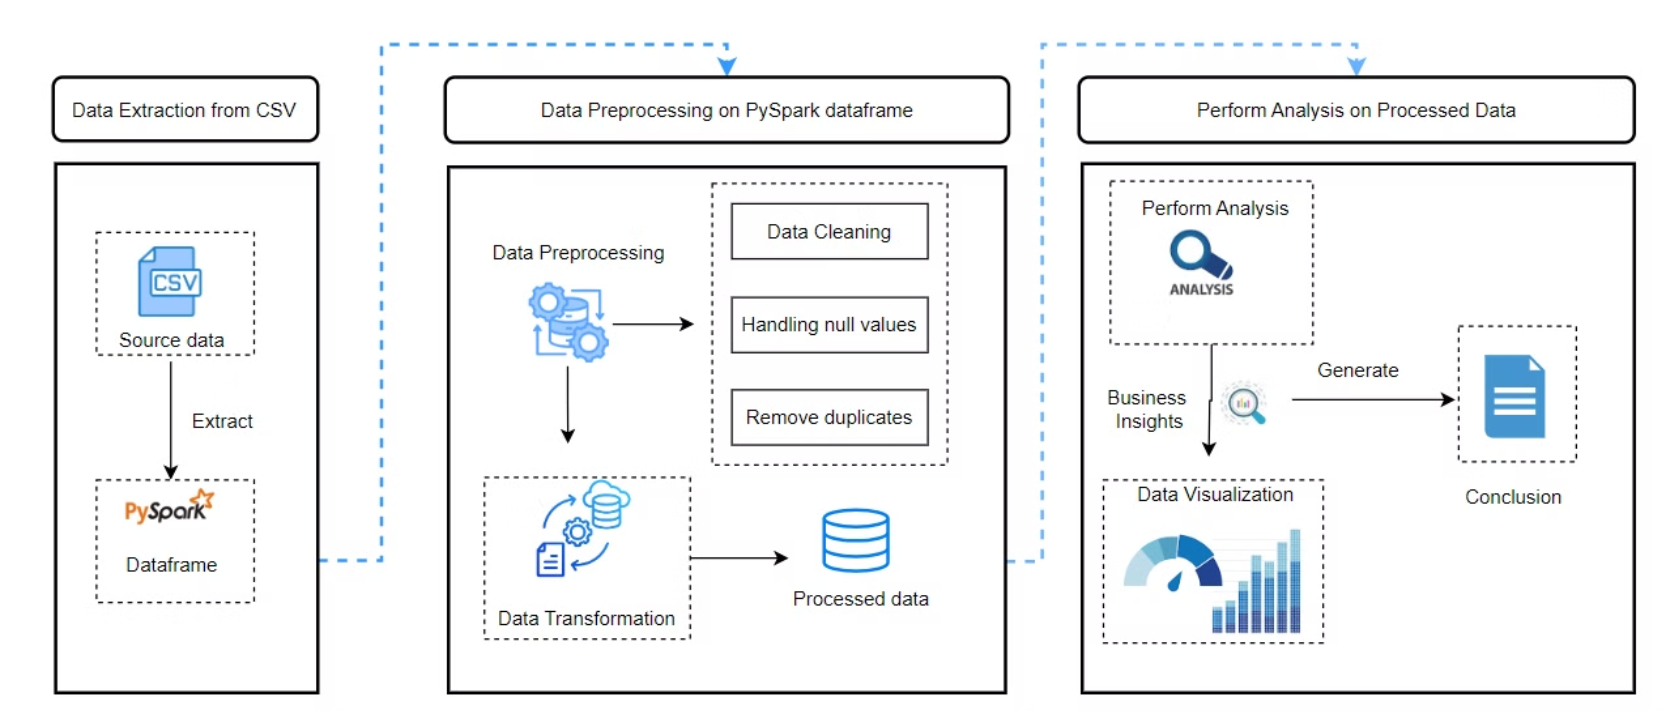 Data Extraction from CSV
Data Preprocessing on PySpark dataframe
Perform Analysis on Processed Data
CSV
Source data
Extract
PySpark
Dataframe
Data Preprocessing
Data Cleaning
Handling null values
Remove duplicates
Data Transformation
Processed data
Perform Analysis
ANALYSIS
Business
Insights
Generate
Data Visualization
Conclusion